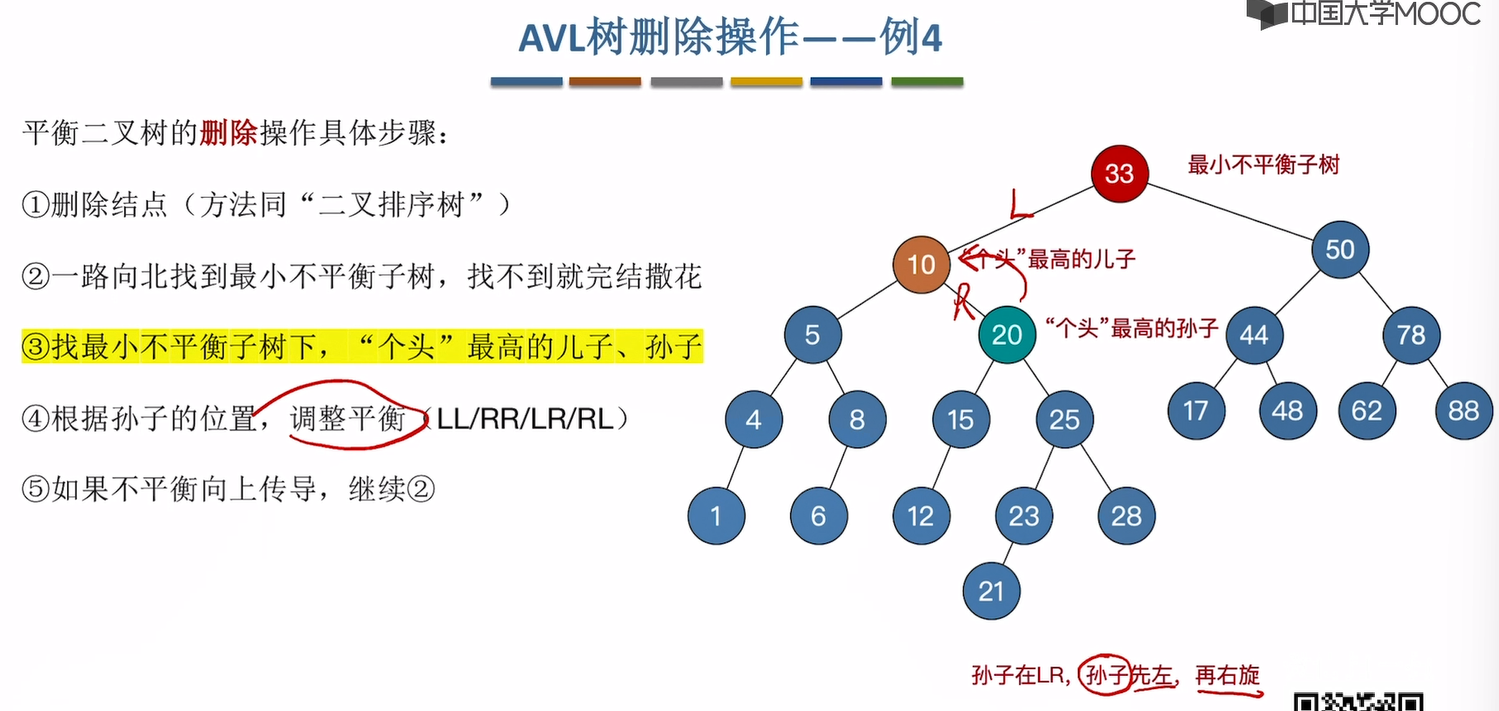 中国大学MOOC
AVL树删除操作——例4
平衡二叉树的删除操作具体步骤：
①删除结点（方法同“二叉排序树”）
②一路向北找到最小不平衡子树，找不到就完结撒花
③找最小不平衡子树下，“个头”最高的儿子、孙子
④根据孙子的位置，调整平衡（LL/RR/LR/RL）
⑤如果不平衡向上传导，继续②
33 最小不平衡子树
L
10 “个头”最高的儿子 50
R
5 20 “个头”最高的孙子 44 78
4 8 15 25 17 48 62 88
1 6 12 23 28
21
孙子在LR，孙子先左，再右旋